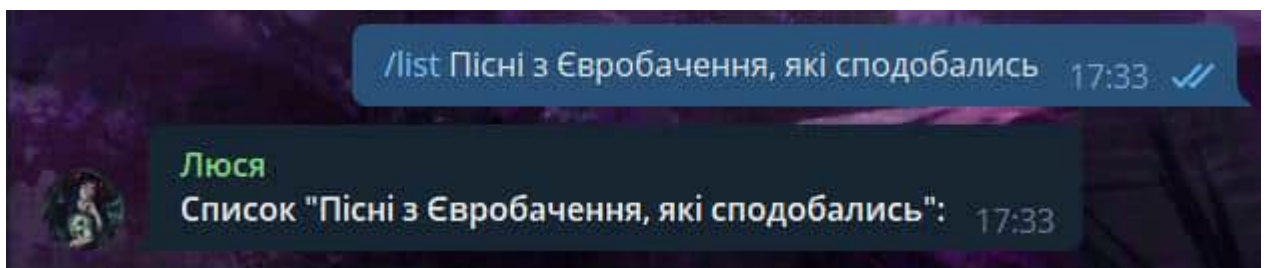 /list Пісні з Євробачення, які сподобались 17:33
Люся
Список "Пісні з Євробачення, які сподобались": 17:33